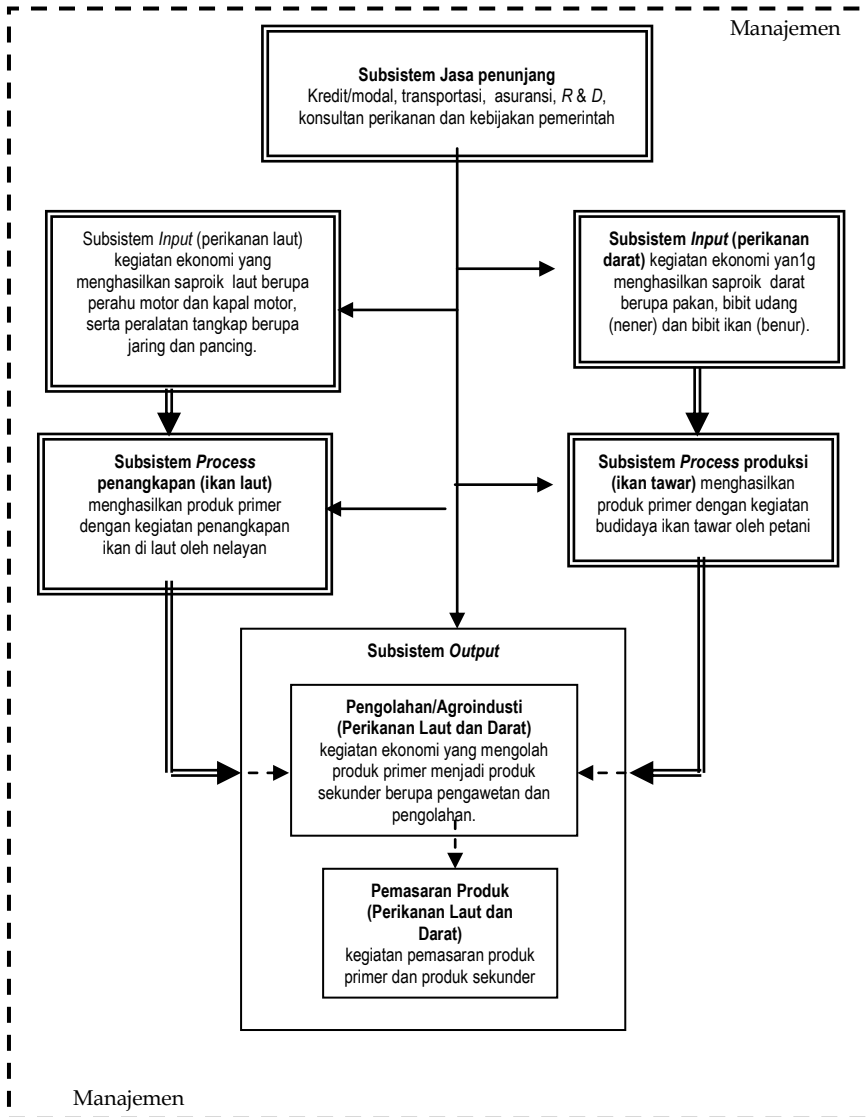 Manajemen
Subsistem Jasa penunjang
Kredit/modal, transportasi, asuransi, R & D,
konsultan perikanan dan kebijakan pemerintah
Subsistem Input (perikanan laut)
kegiatan ekonomi yang
menghasilkan saproik laut berupa
perahu motor dan kapal motor,
serta peralatan tangkap berupa
jaring dan pancing.
Subsistem Input (perikanan
darat) kegiatan ekonomi yan1g
menghasilkan saproik darat
berupa pakan, bibit udang
(nener) dan bibit ikan (benur).
Subsistem Process
penangkapan (ikan laut)
menghasilkan produk primer
dengan kegiatan penangkapan
ikan di laut oleh nelayan
Subsistem Process produksi
(ikan tawar) menghasilkan
produk primer dengan kegiatan
budidaya ikan tawar oleh petani
Subsistem Output
Pengolahan/Agroindusti
(Perikanan Laut dan Darat)
kegiatan ekonomi yang mengolah
produk primer menjadi produk
sekunder berupa pengawetan dan
pengolahan.
Pemasaran Produk
(Perikanan Laut dan
Darat)
kegiatan pemasaran produk
primer dan produk sekunder
Manajemen